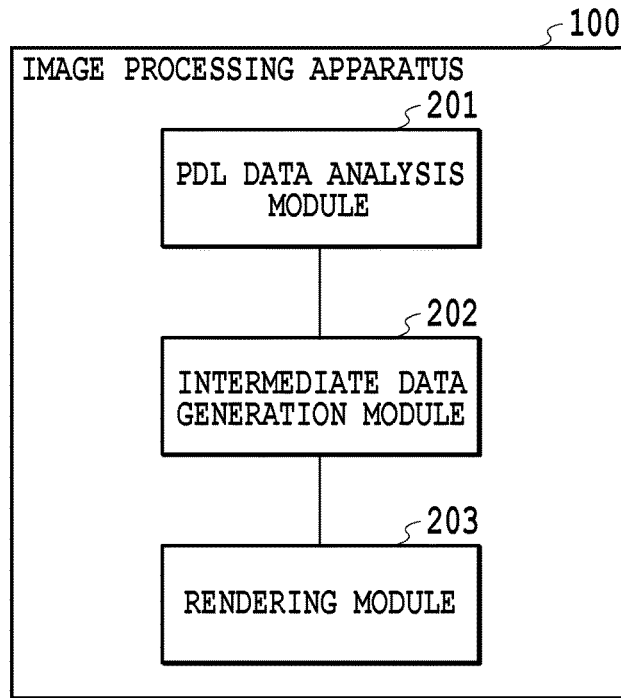 100
IMAGE PROCESSING APPARATUS
201
PDL DATA ANALYSIS
MODULE
202
INTERMEDIATE DATA
GENERATION MODULE
203
RENDERING MODULE